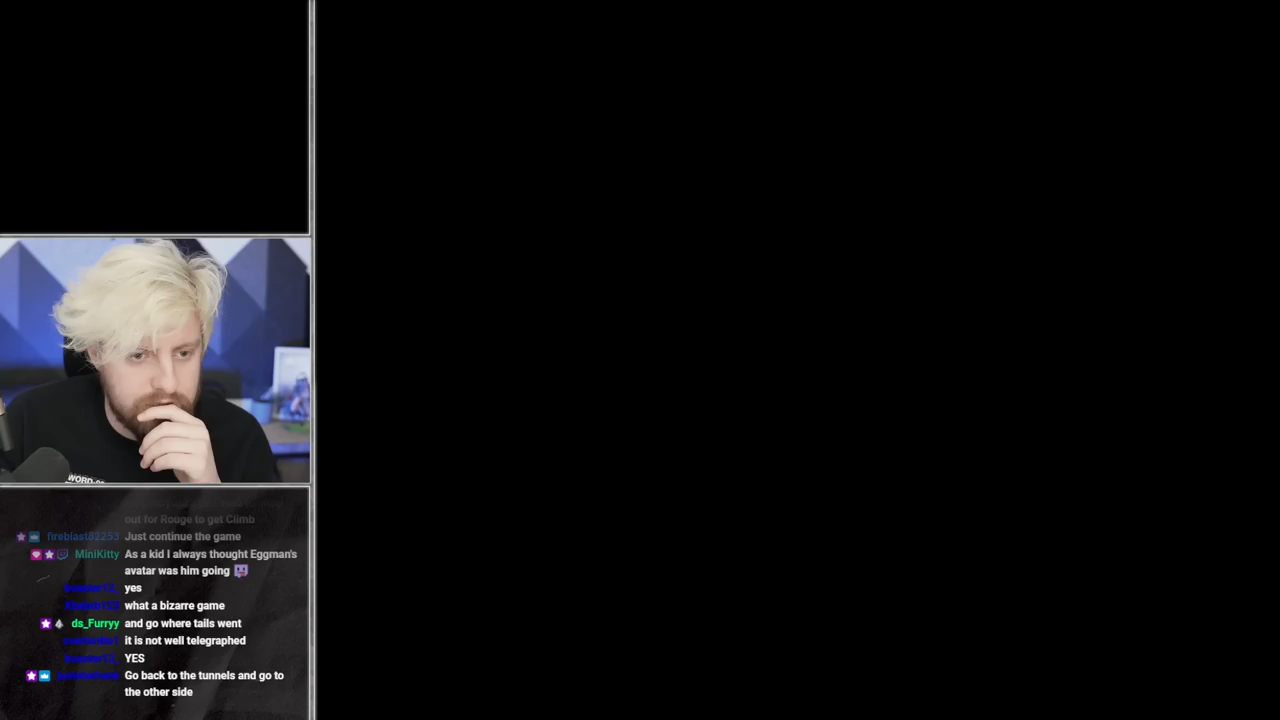 WORD-
out for Rouge to get Climb
fireblast82253 Just continue the game
MiniKitty As a kid I always thought Eggman's
avatar was him going
yes
what a bizarre game
ds_Furryy and go where tails went
it is not well telegraphed
YES
Go back to the tunnels and go to
the other side